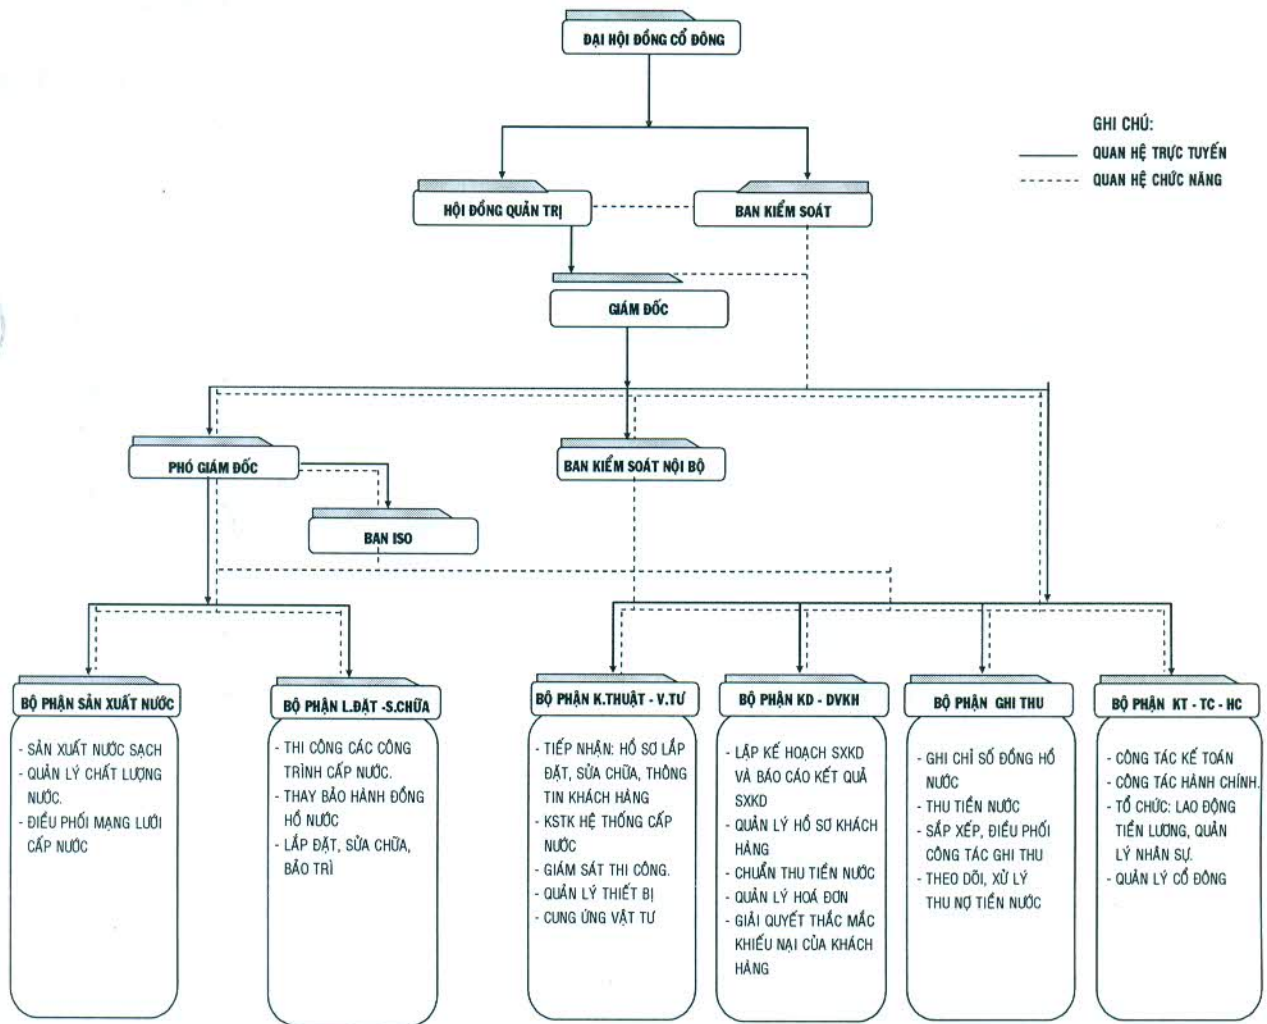 ĐẠI HỘI ĐỒNG CỔ ĐÔNG
GHI CHÚ:
QUAN HỆ TRỰC TUYẾN
QUAN HỆ CHỨC NĂNG
HỘI ĐỒNG QUẢN TRỊ
BAN KIỂM SOÁT
GIÁM ĐỐC
PHÓ GIÁM ĐỐC
BAN KIỂM SOÁT NỘI BỘ
BAN ISO
BỘ PHẬN SẢN XUẤT NƯỚC
- SẢN XUẤT NƯỚC SẠCH
- QUẢN LÝ CHẤT LƯỢNG
NƯỚC.
- ĐIỀU PHỐI MẠNG LƯỚI
CẤP NƯỚC
BỘ PHẬN L.ĐẶT -S.CHỮA
- THI CÔNG CÁC CÔNG
TRÌNH CẤP NƯỚC.
- THAY BẢO HÀNH ĐỒNG
HỒ NƯỚC
- LẮP ĐẶT, SỬA CHỮA,
BẢO TRÌ
BỘ PHẬN K.THUẬT - V.TƯ
- TIẾP NHẬN: HỒ SƠ LẮP
ĐẶT, SỬA CHỮA, THÔNG
TIN KHÁCH HÀNG
- KSTK HỆ THỐNG CẤP
NƯỚC
- GIÁM SÁT THI CÔNG.
- QUẢN LÝ THIẾT BỊ
- CUNG ỨNG VẬT TƯ
BỘ PHẬN KD - DVKH
- LẬP KẾ HOẠCH SXKD
VÀ BÁO CÁO KẾT QUẢ
SXKD
- QUẢN LÝ HỒ SƠ KHÁCH
HÀNG
- CHUẨN THU TIỀN NƯỚC
- QUẢN LÝ HOÁ ĐƠN
- GIẢI QUYẾT THẮC MẮC
KHIẾU NẠI CỦA KHÁCH
HÀNG
BỘ PHẬN GHI THU
- GHI CHỈ SỐ ĐỒNG HỒ
NƯỚC
- THU TIỀN NƯỚC
- SẮP XẾP, ĐIỀU PHỐI
CÔNG TÁC GHI THU
- THEO DÕI, XỬ LÝ
THU NỢ TIỀN NƯỚC
BỘ PHẬN KT - TC - HC
- CÔNG TÁC KẾ TOÁN
- CÔNG TÁC HÀNH CHÍNH.
- TỔ CHỨC: LAO ĐỘNG
TIỀN LƯƠNG, QUẢN
LÝ NHÂN SỰ.
- QUẢN LÝ CỔ ĐÔNG